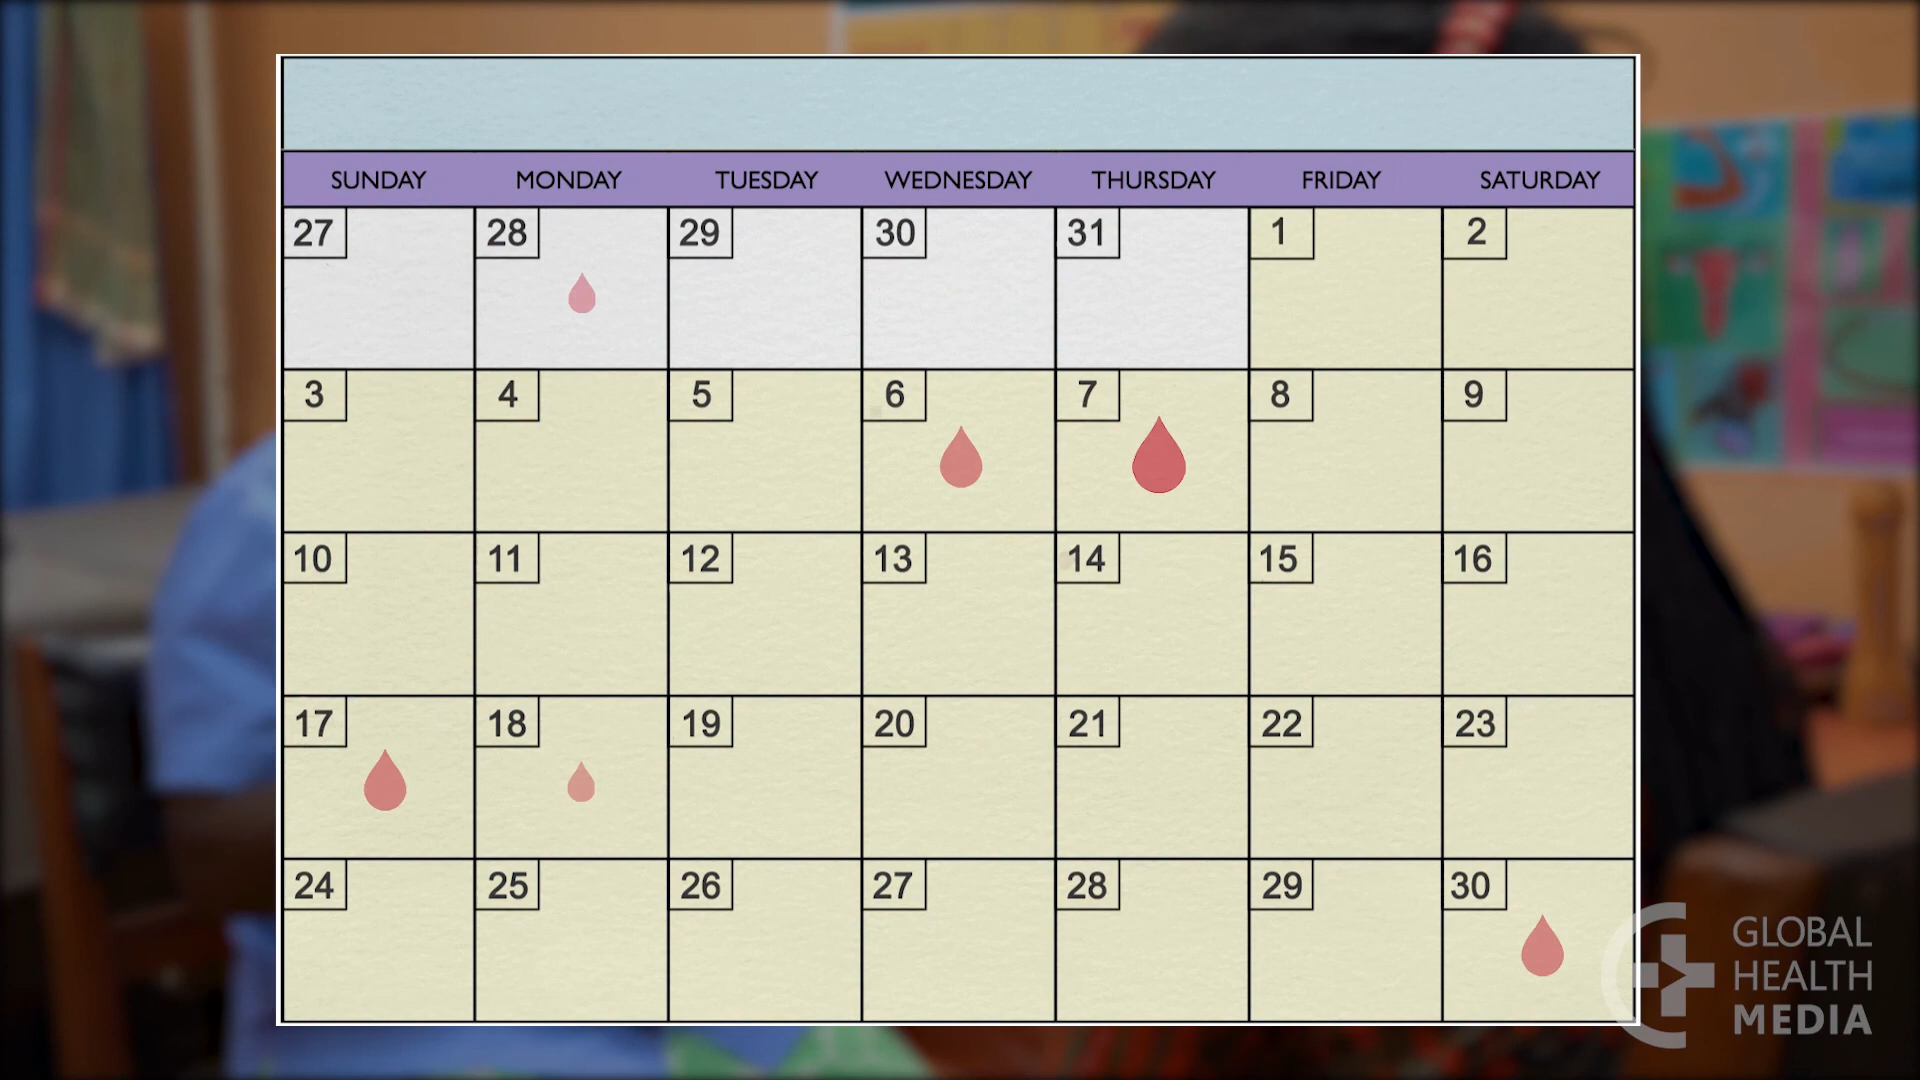 SUNDAY MONDAY TUESDAY WEDNESDAY THURSDAY FRIDAY SATURDAY
27 28 29 30 31 1 2
3 4 5 6 7 8 9
10 11 12 13 14 15 16
17 18 19 20 21 22 23
24 25 26 27 28 29 30
GLOBAL
HEALTH
MEDIA